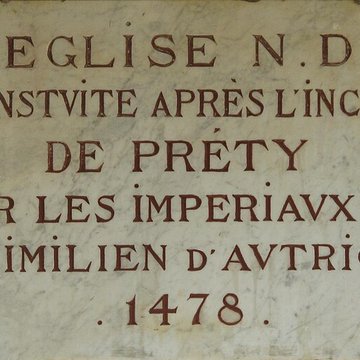 EGLISE N.D
NSTVITE APRÈS L'INC
DE PRÉTY
R LES IMPERIAVX
IMILIEN D'AVTRIC
. 1478 .